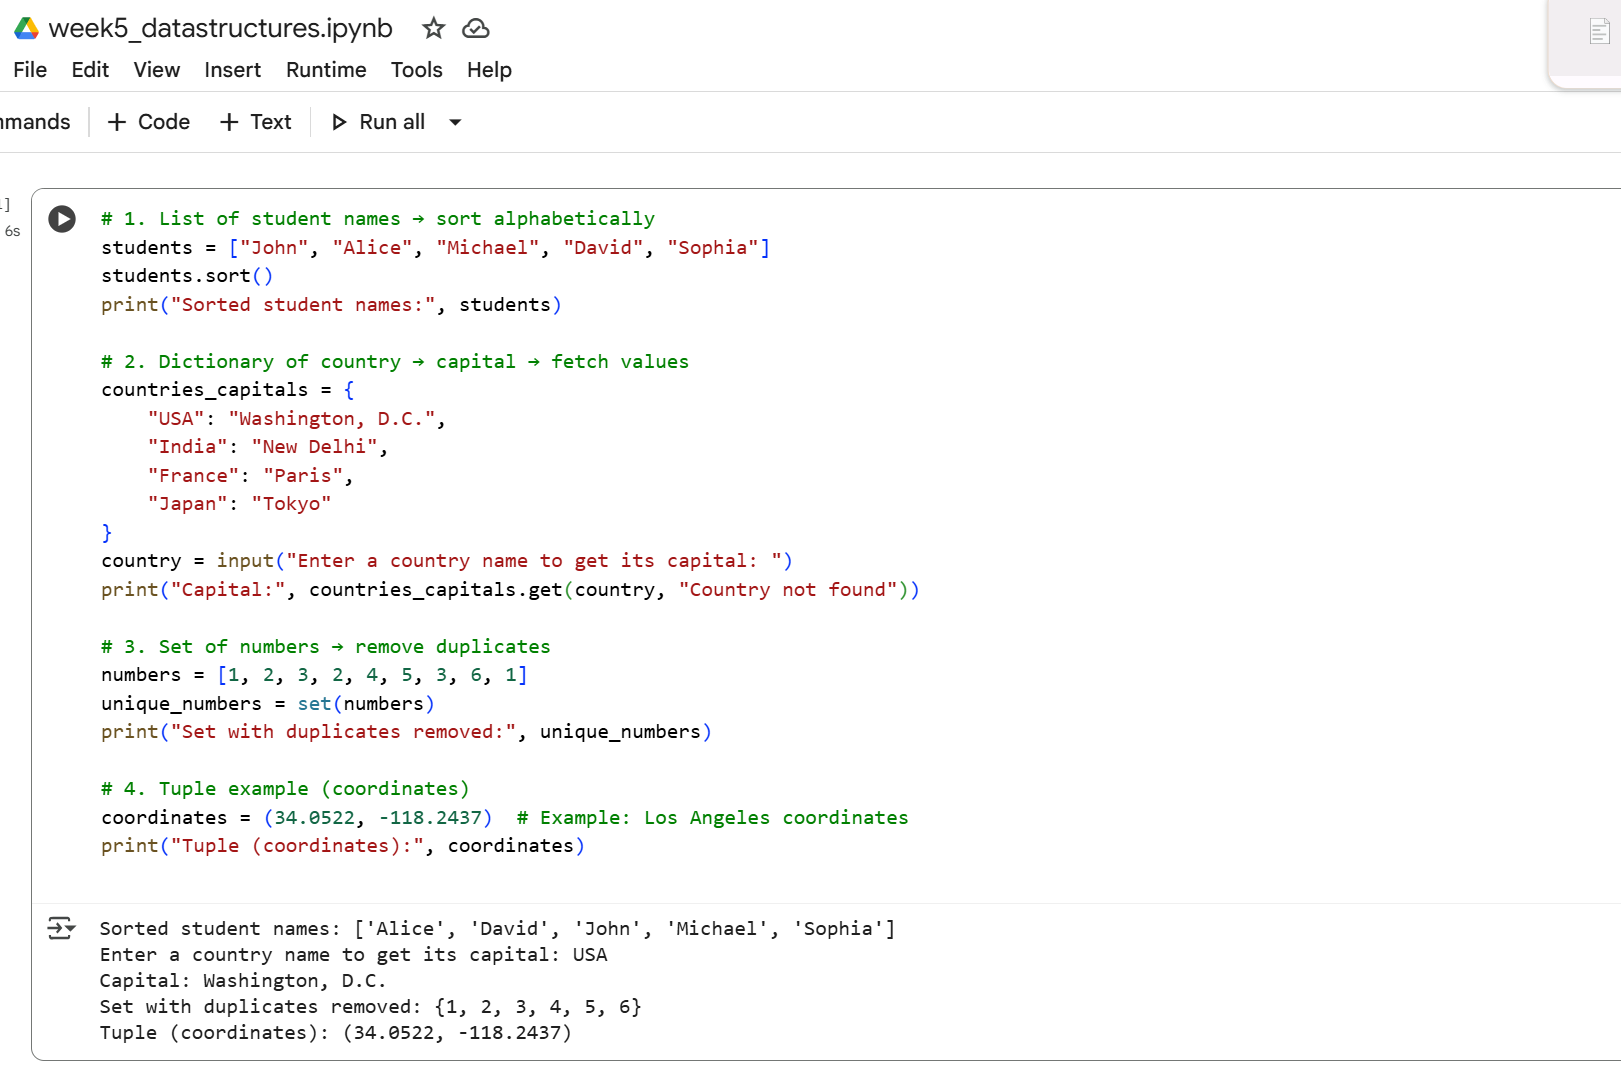 week5_datastructures.ipynb
File Edit View Insert Runtime Tools Help
+ Code + Text Run all
6s
# 1. List of student names → sort alphabetically
students = ["John", "Alice", "Michael", "David", "Sophia"]
students.sort()
print("Sorted student names:", students)
# 2. Dictionary of country → capital → fetch values
countries_capitals = {
    "USA": "Washington, D.C.",
    "India": "New Delhi",
    "France": "Paris",
    "Japan": "Tokyo"
}
country = input("Enter a country name to get its capital: ")
print("Capital:", countries_capitals.get(country, "Country not found"))
# 3. Set of numbers → remove duplicates
numbers = [1, 2, 3, 2, 4, 5, 3, 6, 1]
unique_numbers = set(numbers)
print("Set with duplicates removed:", unique_numbers)
# 4. Tuple example (coordinates)
coordinates = (34.0522, -118.2437)  # Example: Los Angeles coordinates
print("Tuple (coordinates):", coordinates)
Sorted student names: ['Alice', 'David', 'John', 'Michael', 'Sophia']
Enter a country name to get its capital: USA
Capital: Washington, D.C.
Set with duplicates removed: {1, 2, 3, 4, 5, 6}
Tuple (coordinates): (34.0522, -118.2437)